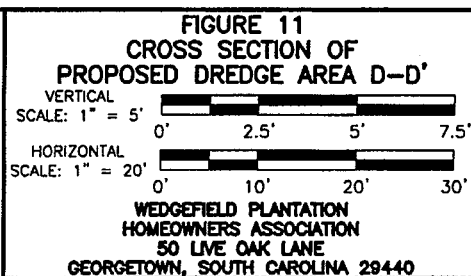 FIGURE 11
CROSS SECTION OF
PROPOSED DREDGE AREA D-D'
VERTICAL
SCALE: 1" = 5'
0' 2.5' 5' 7.5'
HORIZONTAL
SCALE: 1" = 20'
0' 10' 20' 30'
WEDGEFIELD PLANTATION
HOMEOWNERS ASSOCIATION
50 LIVE OAK LANE
GEORGETOWN, SOUTH CAROLINA 29440